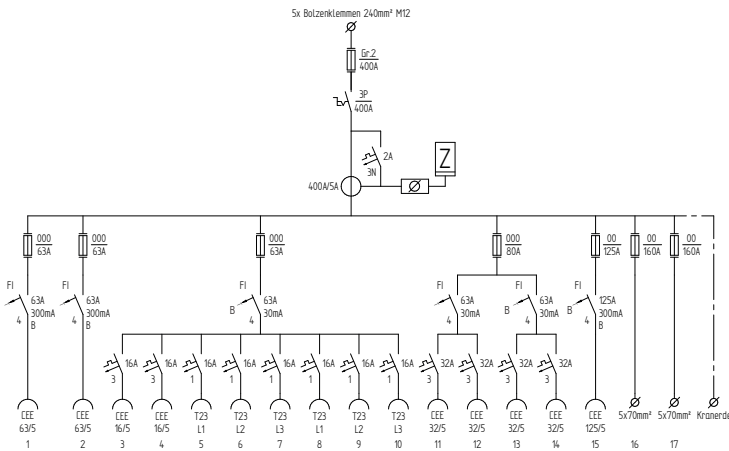 5x Bolzenklemmen 240mm² M12
Gr.2
400A
3P
400A
2A
3N
Z
400A/5A
000 000 000 000 00 00 00
63A 63A 63A 80A 125A 160A 160A
FI FI FI FI FI FI
63A 63A 63A 63A 63A 125A
300mA 300mA B 30mA 30mA B 30mA B 300mA
4 B 4 B 4 4 4 4 B
16A 16A 16A 16A 16A 16A 16A 16A 32A 32A 32A 32A
3 3 1 1 1 1 1 1 3 3 3 3
CEE CEE CEE CEE T23 T23 T23 T23 T23 T23 CEE CEE CEE CEE CEE 5x70mm² 5x70mm² Kranerde
63/5 63/5 16/5 16/5 L1 L2 L3 L1 L2 L3 32/5 32/5 32/5 32/5 125/5
1 2 3 4 5 6 7 8 9 10 11 12 13 14 15 16 17